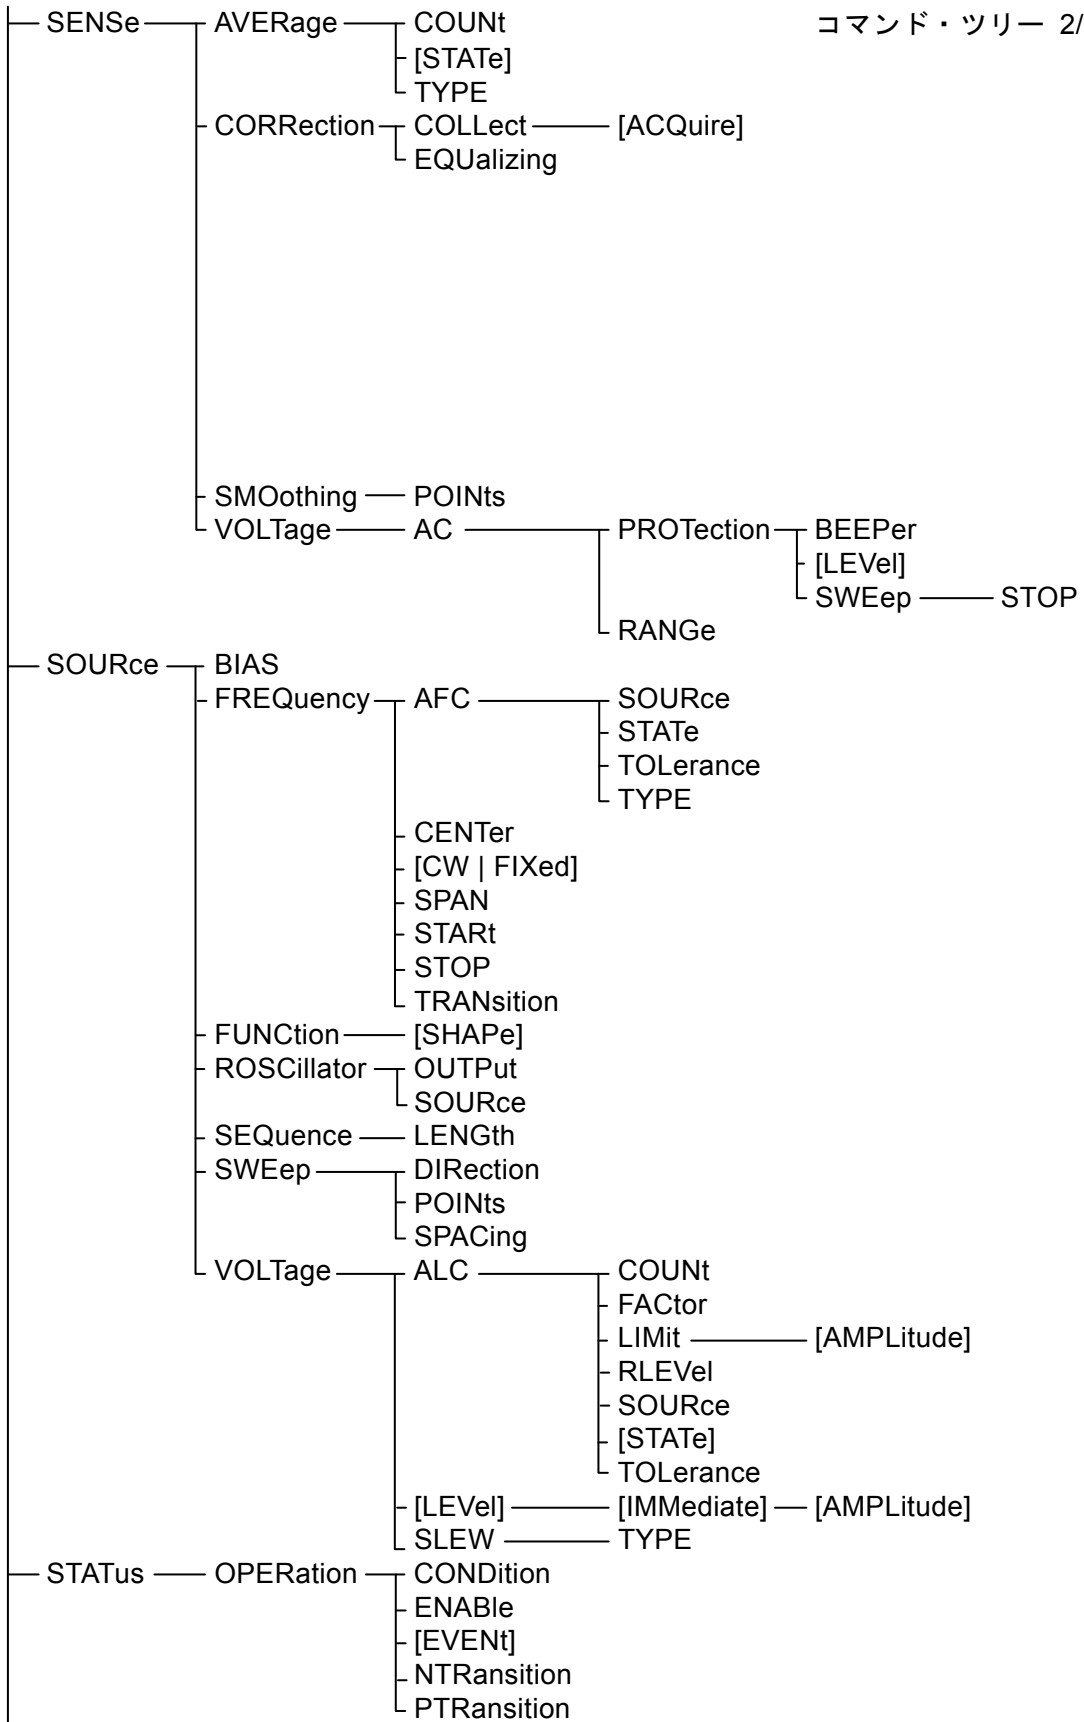 SENSe AVERage COUNt コマンド・ツリー 2/
[STATe]
TYPE
CORRection COLLect [ACQuire]
EQUalizing
SMOothing POINts
VOLTage AC PROTection BEEPer
[LEVel]
SWEep STOP
RANGe
SOURce BIAS
FREQuency AFC SOURce
STATe
TOLerance
TYPE
CENTer
[CW | FIXed]
SPAN
STARt
STOP
TRANsition
FUNCtion [SHAPe]
ROSCillator OUTPut
SOURce
SEQuence LENGth
SWEep DIRection
POINts
SPACing
VOLTage ALC COUNt
FACtor
LIMit [AMPLitude]
RLEVel
SOURce
[STATe]
TOLerance
[LEVel] [IMMediate] [AMPLitude]
SLEW TYPE
STATus OPERation CONDition
ENABle
[EVENt]
NTRansition
PTRansition